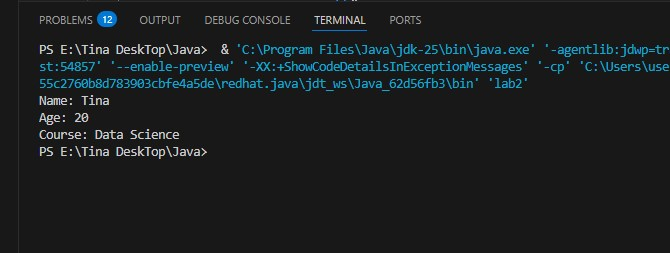 PROBLEMS 12 OUTPUT DEBUG CONSOLE TERMINAL PORTS
PS E:\Tina DeskTop\Java>  & 'C:\Program Files\Java\jdk-25\bin\java.exe' '-agentlib:jdwp=tr
st:54857' '--enable-preview' '-XX:+ShowCodeDetailsInExceptionMessages' '-cp' 'C:\Users\use
55c2760b8d783903cbfe4a5de\redhat.java\jdt_ws\Java_62d56fb3\bin' 'lab2'
Name: Tina
Age: 20
Course: Data Science
PS E:\Tina DeskTop\Java>